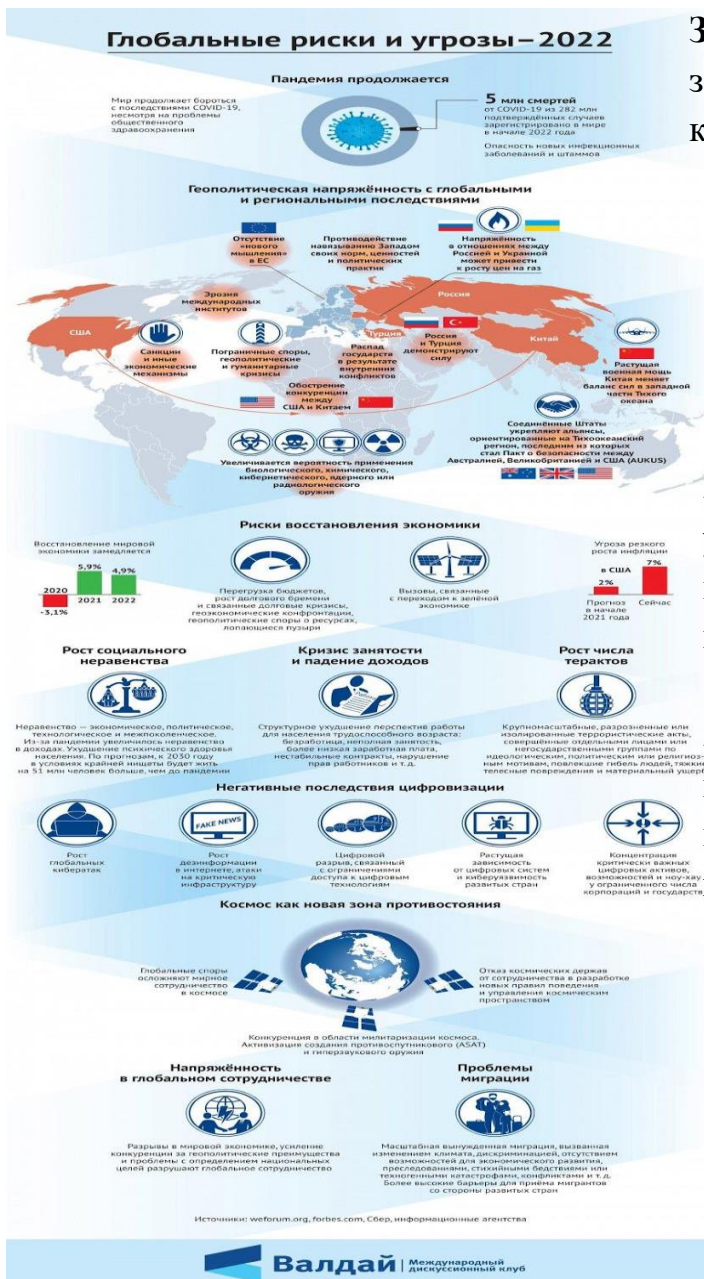 Глобальные риски и угрозы–2022
Пандемия продолжается
Мир продолжает бороться
с последствиями COVID-19,
несмотря на проблемы
общественного
здравоохранения
5 млн смертей
от COVID-19 из 282 млн
подтверждённых случаев
зарегистрировано в мире
в начале 2022 года
Опасность новых инфекционных
заболеваний и штаммов
Геополитическая напряжённость с глобальными
и региональными последствиями
Отсутствие
«нового
мышления»
в ЕС
Противодействие
навязыванию Западом
своих норм, ценностей
и политических
практик
Напряжённость
в отношениях между
Россией и Украиной
может привести
к росту цен на газ
Эрозия
международных
институтов
Россия
США
Турция
Китай
Санкции
и иные
экономические
механизмы
Пограничные споры,
геополитические
и гуманитарные
кризисы
Распад
государств
в результате
внутренних
конфликтов
Россия
и Турция
демонстрируют
силу
Растущая
военная мощь
Китая меняет
баланс сил в западной
части Тихого
океана
Обострение
конкуренции
между
США и Китаем
Соединённые Штаты
укрепляют альянсы,
ориентированные на Тихоокеанский
регион, последним из которых
стал Пакт о безопасности между
Австралией, Великобританией и США (AUKUS)
Увеличивается вероятность применения
биологического, химического,
кибернетического, ядерного или
радиологического
оружия
Риски восстановления экономики
Восстановление мировой
экономики замедляется
2020
-3,1%
5,9%
2021
4,9%
2022
Перегрузка бюджетов,
рост долгового бремени
и связанные долговые кризисы,
геоэкономические конфронтации,
геополитические споры о ресурсах,
лопающиеся пузыри
Вызовы, связанные
с переходом к зелёной
экономике
Угроза резкого
роста инфляции
в США
2%
7%
Прогноз
в начале
2021 года
Сейчас
Рост социального
неравенства
Неравенство — экономическое, политическое,
технологическое и межпоколенческое.
Из-за пандемии увеличилось неравенство
в доходах. Ухудшение психического здоровья
населения. По прогнозам, к 2030 году
в условиях крайней нищеты будет жить
на 51 млн человек больше, чем до пандемии
Кризис занятости
и падение доходов
Структурное ухудшение перспектив работы
для населения трудоспособного возраста:
безработица, неполная занятость,
более низкая заработная плата,
нестабильные контракты, нарушение
прав работников и т. д.
Рост числа
терактов
Крупномасштабные, разрозненные или
изолированные террористические акты,
совершённые отдельными лицами или
негосударственными группами по
идеологическим, политическим или религиоз-
ным мотивам, повлекшие гибель людей, тяжкие
телесные повреждения и материальный ущерб
Негативные последствия цифровизации
Рост
глобальных
кибератак
FAKE NEWS
Рост
дезинформации
в интернете, атаки
на критическую
инфраструктуру
Цифровой
разрыв, связанный
с ограничениями
доступа к цифровым
технологиям
Растущая
зависимость
от цифровых систем
и киберуязвимость
развитых стран
Концентрация
критически важных
цифровых активов,
возможностей и ноу-хау,
у ограниченного числа
корпораций и государств
Космос как новая зона противостояния
Глобальные споры
осложняют мирное
сотрудничество
в космосе
Отказ космических держав
от сотрудничества в разработке
новых правил поведения
и управления космическим
пространством
Конкуренция в области милитаризации космоса.
Активизация создания противоспутникового (ASAT)
и гиперзвукового оружия
Напряжённость
в глобальном сотрудничестве
Разрывы в мировой экономике, усиление
конкуренции за геополитические преимущества
и проблемы с определением национальных
целей разрушают глобальное сотрудничество
Проблемы
миграции
Масштабная вынужденная миграция, вызванная
изменением климата, дискриминацией, отсутствием
возможностей для экономического развития,
преследованиями, стихийными бедствиями или
техногенными катастрофами, конфликтами и т. д.
Более высокие барьеры для приёма мигрантов
со стороны развитых стран
Источники: weforum.org, forbes.com, Сбер, информационные агентства
Валдай
Международный
дискуссионный клуб